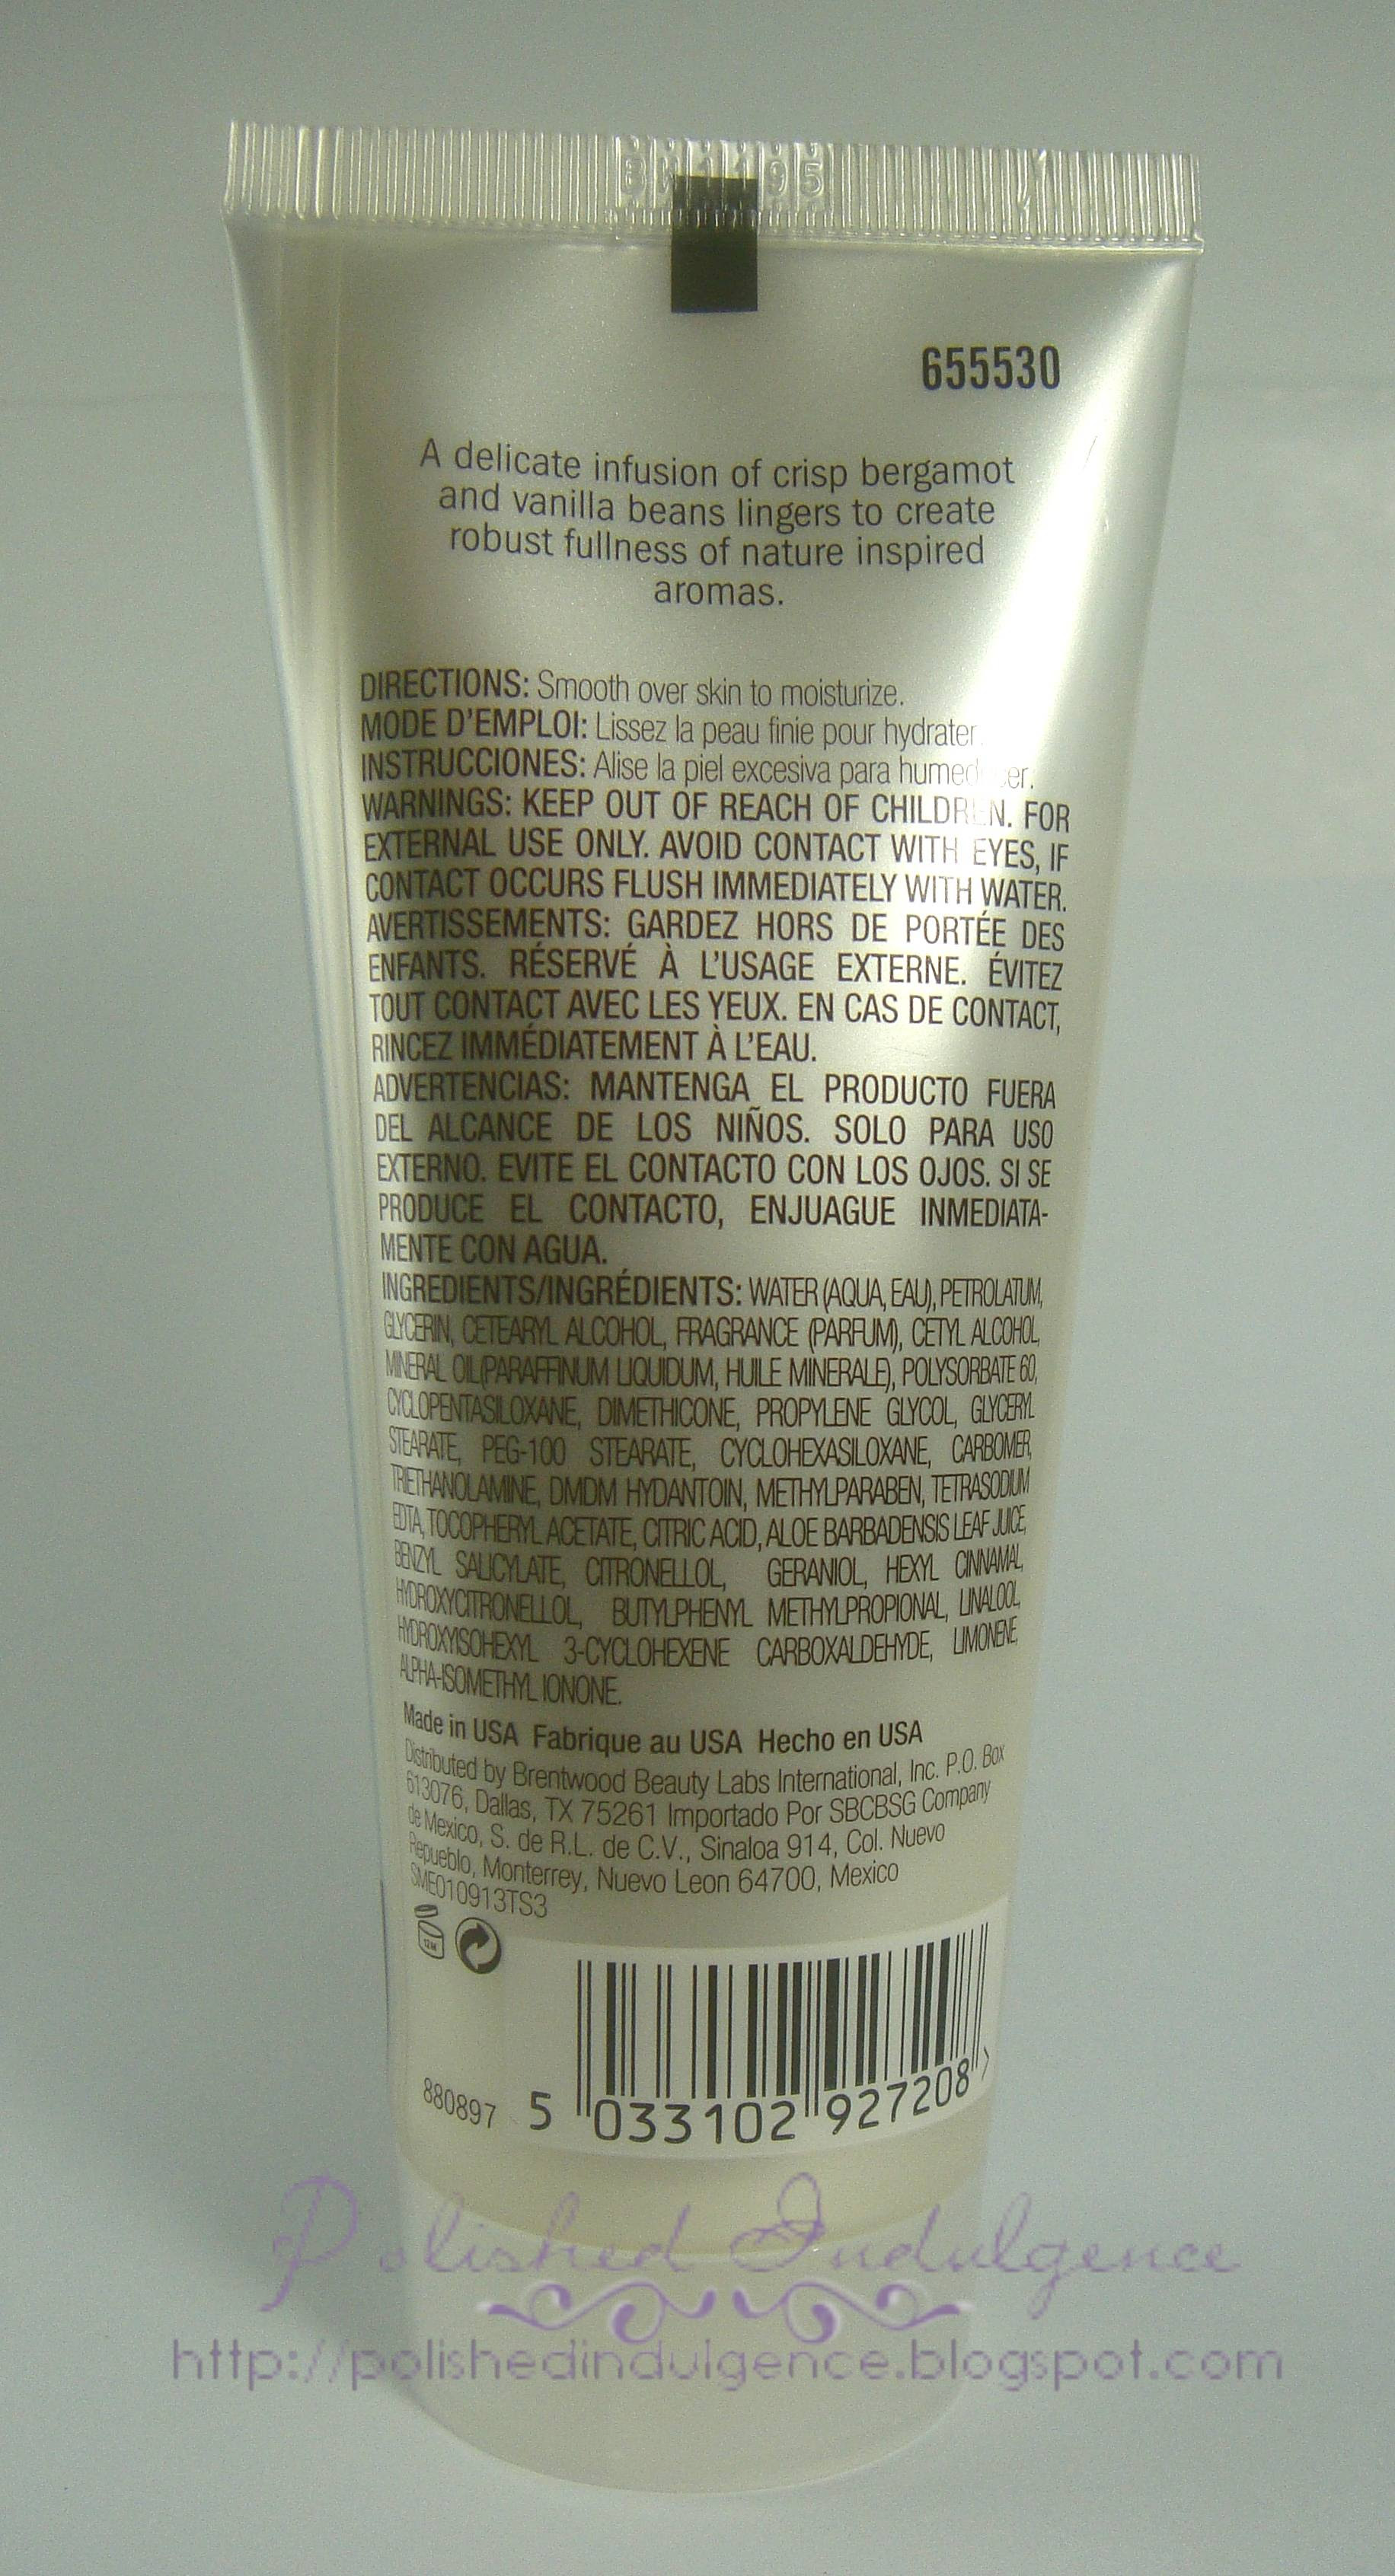 655530
A delicate infusion of crisp bergamot
and vanilla beans lingers to create
robust fullness of nature inspired
aromas.
DIRECTIONS: Smooth over skin to moisturize.
MODE D'EMPLOI: Lissez la peau finie pour hydrater.
INSTRUCCIONES: Alise la piel excesiva para
WARNINGS: KEEP OUT OF REACH OF CHILDREN. FOR
EXTERNAL USE ONLY. AVOID CONTACT WITH EYES, IF
CONTACT OCCURS FLUSH IMMEDIATELY WITH WATER.
AVERTISSEMENTS: GARDEZ HORS DE PORTÉE DES
ENFANTS. RÉSERVÉ À L'USAGE EXTERNE. ÉVITEZ
TOUT CONTACT AVEC LES YEUX. EN CAS DE CONTACT,
RINCEZ IMMÉDIATEMENT À L'EAU.
ADVERTENCIAS: MANTENGA EL PRODUCTO FUERA
DEL ALCANCE DE LOS NIÑOS. SOLO PARA USO
EXTERNO. EVITE EL CONTACTO CON LOS OJOS. SI SE
PRODUCE EL CONTACTO, ENJUAGUE INMEDIATA-
MENTE CON AGUA.
INGREDIENTS/INGRÉDIENTS: WATER (AQUA, EAU), PETROLATUM,
GLYCERIN, CETEARYL ALCOHOL, FRAGRANCE (PARFUM), CETYL ALCOHOL,
MINERAL OIL(PARAFFINUM LIQUIDUM, HUILE MINERALE), POLYSORBATE 60,
CYCLOPENTASILOXANE, DIMETHICONE, PROPYLENE GLYCOL, GLYCERYL
STEARATE, PEG-100 STEARATE, CYCLOHEXASILOXANE, CARBOMER,
TRIETHANOLAMINE, DMDM HYDANTOIN, METHYLPARABEN, TETRASODIUM
EDTA, TOCOPHERYL ACETATE, CITRIC ACID, ALOE BARBADENSIS LEAF JUICE,
BENZYL SALICYLATE, CITRONELLOL, GERANIOL, HEXYL CINNAMAL,
HYDROXYCITRONELLOL, BUTYLPHENYL METHYLPROPIONAL, LINALOOL,
HYDROXYISOHEXYL 3-CYCLOHEXENE CARBOXALDEHYDE, LIMONENE,
ALPHA-ISOMETHYL IONONE.
Made in USA Fabrique au USA Hecho en USA
Distributed by Brentwood Beauty Labs International, Inc. P.O. Box
613076, Dallas, TX 75261 Importado Por SBCBSG Company
de Mexico, S. de R.L. de C.V., Sinaloa 914, Col. Nuevo
Repueblo, Monterrey, Nuevo Leon 64700, Mexico
SME010913TS3
12M
880897 5 033102 927208 >
Polished Indulgence
http://polishedindulgence.blogspot.com